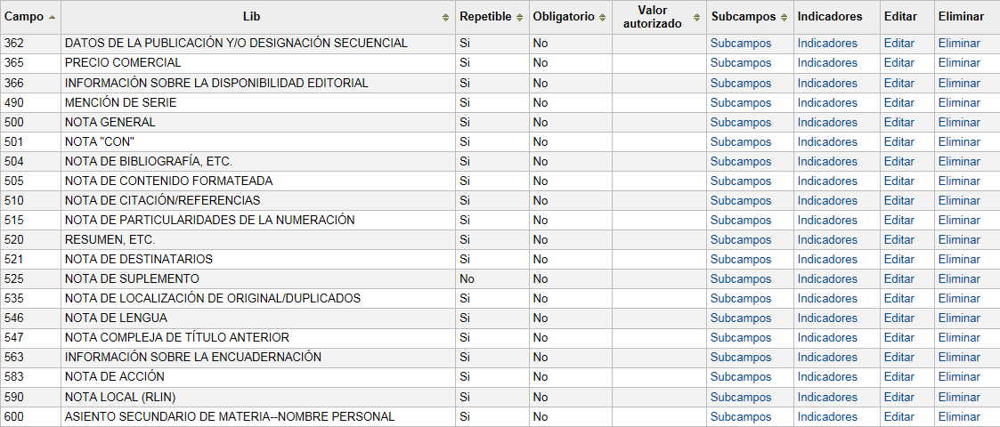 Campo Lib Repetible Obligatorio Valor autorizado Subcampos Indicadores Editar Eliminar
362 DATOS DE LA PUBLICACIÓN Y/O DESIGNACIÓN SECUENCIAL Si No Subcampos Indicadores Editar Eliminar
365 PRECIO COMERCIAL Si No Subcampos Indicadores Editar Eliminar
366 INFORMACIÓN SOBRE LA DISPONIBILIDAD EDITORIAL Si No Subcampos Indicadores Editar Eliminar
490 MENCIÓN DE SERIE Si No Subcampos Indicadores Editar Eliminar
500 NOTA GENERAL Si No Subcampos Indicadores Editar Eliminar
501 NOTA "CON" Si No Subcampos Indicadores Editar Eliminar
504 NOTA DE BIBLIOGRAFÍA, ETC. Si No Subcampos Indicadores Editar Eliminar
505 NOTA DE CONTENIDO FORMATEADA Si No Subcampos Indicadores Editar Eliminar
510 NOTA DE CITACIÓN/REFERENCIAS Si No Subcampos Indicadores Editar Eliminar
515 NOTA DE PARTICULARIDADES DE LA NUMERACIÓN Si No Subcampos Indicadores Editar Eliminar
520 RESUMEN, ETC. Si No Subcampos Indicadores Editar Eliminar
521 NOTA DE DESTINATARIOS Si No Subcampos Indicadores Editar Eliminar
525 NOTA DE SUPLEMENTO No No Subcampos Indicadores Editar Eliminar
535 NOTA DE LOCALIZACIÓN DE ORIGINAL/DUPLICADOS Si No Subcampos Indicadores Editar Eliminar
546 NOTA DE LENGUA Si No Subcampos Indicadores Editar Eliminar
547 NOTA COMPLEJA DE TÍTULO ANTERIOR Si No Subcampos Indicadores Editar Eliminar
563 INFORMACIÓN SOBRE LA ENCUADERNACIÓN Si No Subcampos Indicadores Editar Eliminar
583 NOTA DE ACCIÓN Si No Subcampos Indicadores Editar Eliminar
590 NOTA LOCAL (RLIN) Si No Subcampos Indicadores Editar Eliminar
600 ASIENTO SECUNDARIO DE MATERIA--NOMBRE PERSONAL Si No Subcampos Indicadores Editar Eliminar